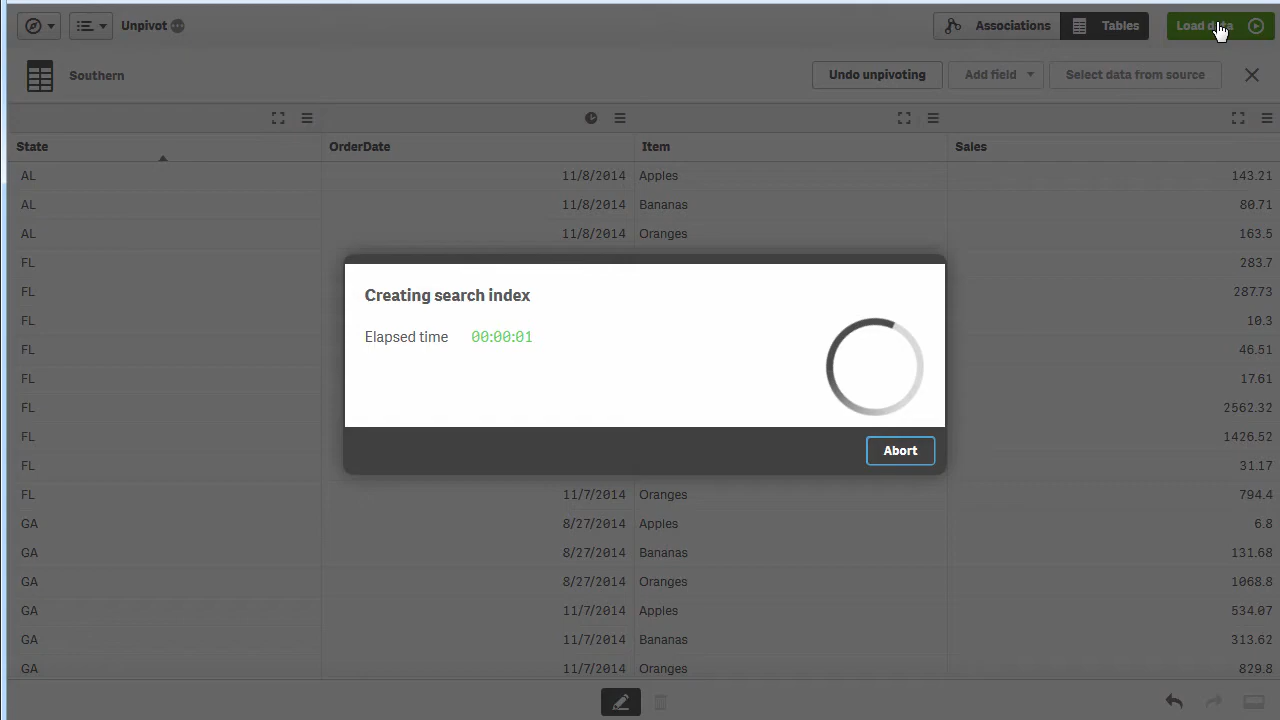 Unpivot
Associations
Tables
Load data
Southern
Undo unpivoting
Add field
Select data from source
State OrderDate Item Sales
AL 11/8/2014 Apples 143.21
AL 11/8/2014 Bananas 80.71
AL 11/8/2014 Oranges 163.5
FL 283.7
FL 287.73
FL 10.3
FL 46.51
FL 17.61
FL 2562.32
FL 1426.52
FL 31.17
FL 11/7/2014 Oranges 794.4
GA 8/27/2014 Apples 6.8
GA 8/27/2014 Bananas 131.68
GA 8/27/2014 Oranges 1068.8
GA 11/7/2014 Apples 534.07
GA 11/7/2014 Bananas 313.62
GA 11/7/2014 Oranges 829.8
Creating search index
Elapsed time 00:00:01
Abort